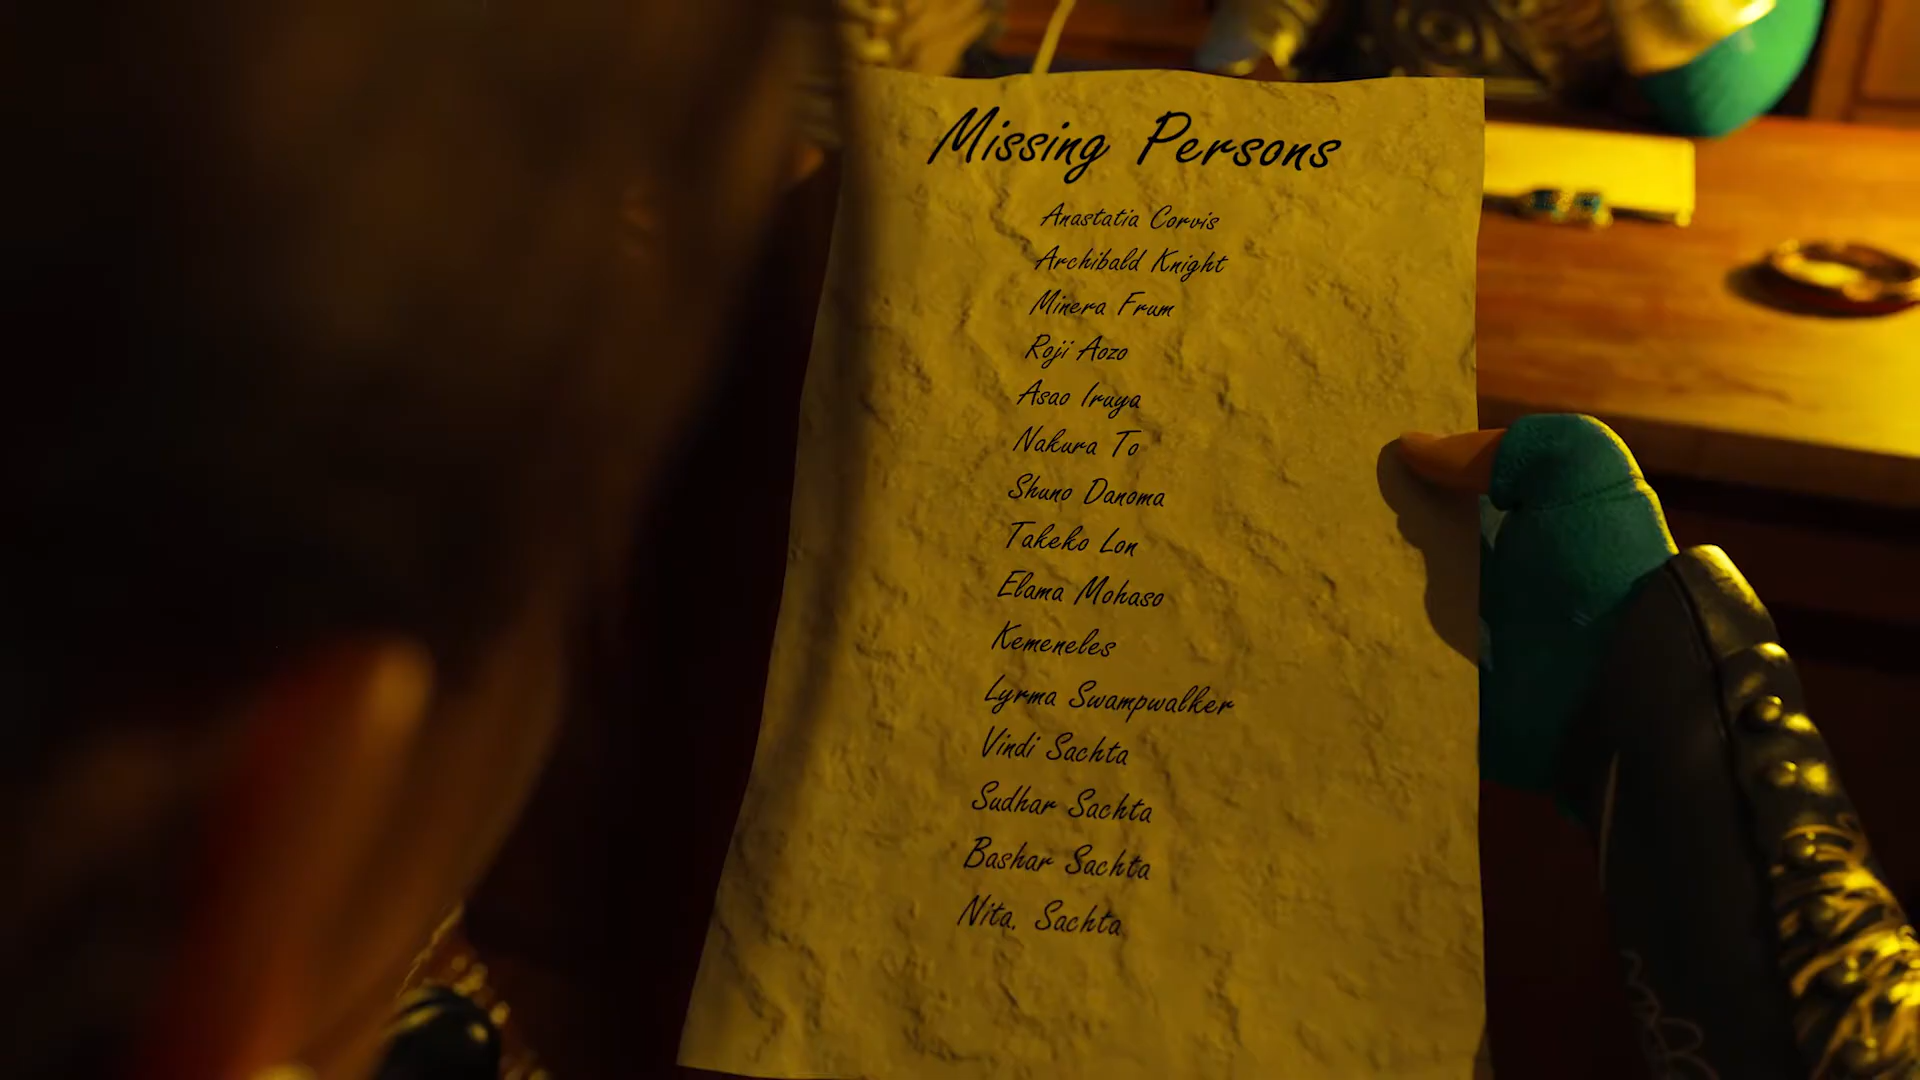 Missing Persons
Anastatia Corvis
Archibald Knight
Minera Frum
Roji Aozo
Asao Iruya
Nakura To
Shuno Danoma
Takeko Lon
Elama Mohaso
Kemeneles
Lyrma Swampwalker
Vindi Sachta
Sudhar Sachta
Bashar Sachta
Nita. Sachta